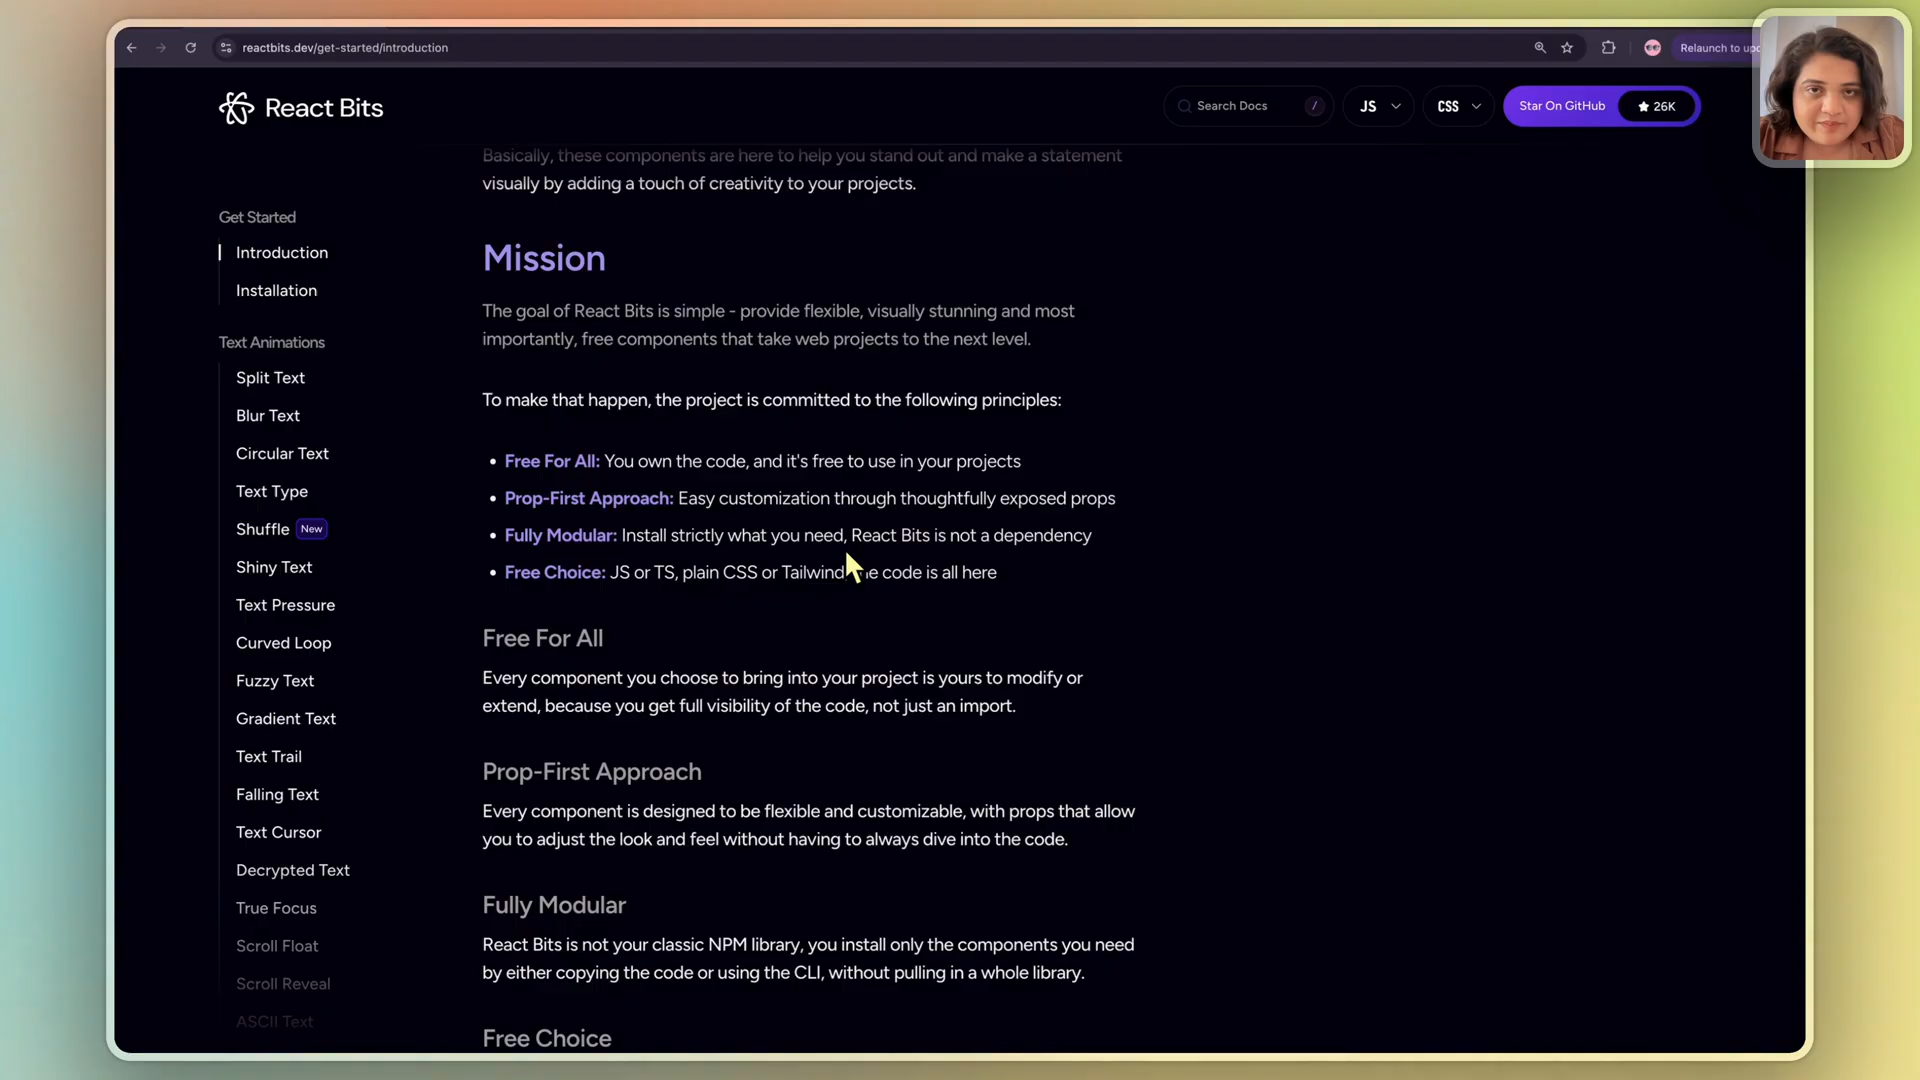 reactbits.dev/get-started/introduction
Relaunch to
React Bits
Search Docs
/
JS
CSS
Star On GitHub
26K
Get Started
Introduction
Installation
Text Animations
Split Text
Blur Text
Circular Text
Text Type
Shuffle New
Shiny Text
Text Pressure
Curved Loop
Fuzzy Text
Gradient Text
Text Trail
Falling Text
Text Cursor
Decrypted Text
True Focus
Scroll Float
Scroll Reveal
ASCII Text
Basically, these components are here to help you stand out and make a statement
visually by adding a touch of creativity to your projects.
Mission
The goal of React Bits is simple - provide flexible, visually stunning and most
importantly, free components that take web projects to the next level.
To make that happen, the project is committed to the following principles:
• Free For All: You own the code, and it's free to use in your projects
• Prop-First Approach: Easy customization through thoughtfully exposed props
• Fully Modular: Install strictly what you need, React Bits is not a dependency
• Free Choice: JS or TS, plain CSS or Tailwind code is all here
Free For All
Every component you choose to bring into your project is yours to modify or
extend, because you get full visibility of the code, not just an import.
Prop-First Approach
Every component is designed to be flexible and customizable, with props that allow
you to adjust the look and feel without having to always dive into the code.
Fully Modular
React Bits is not your classic NPM library, you install only the components you need
by either copying the code or using the CLI, without pulling in a whole library.
Free Choice